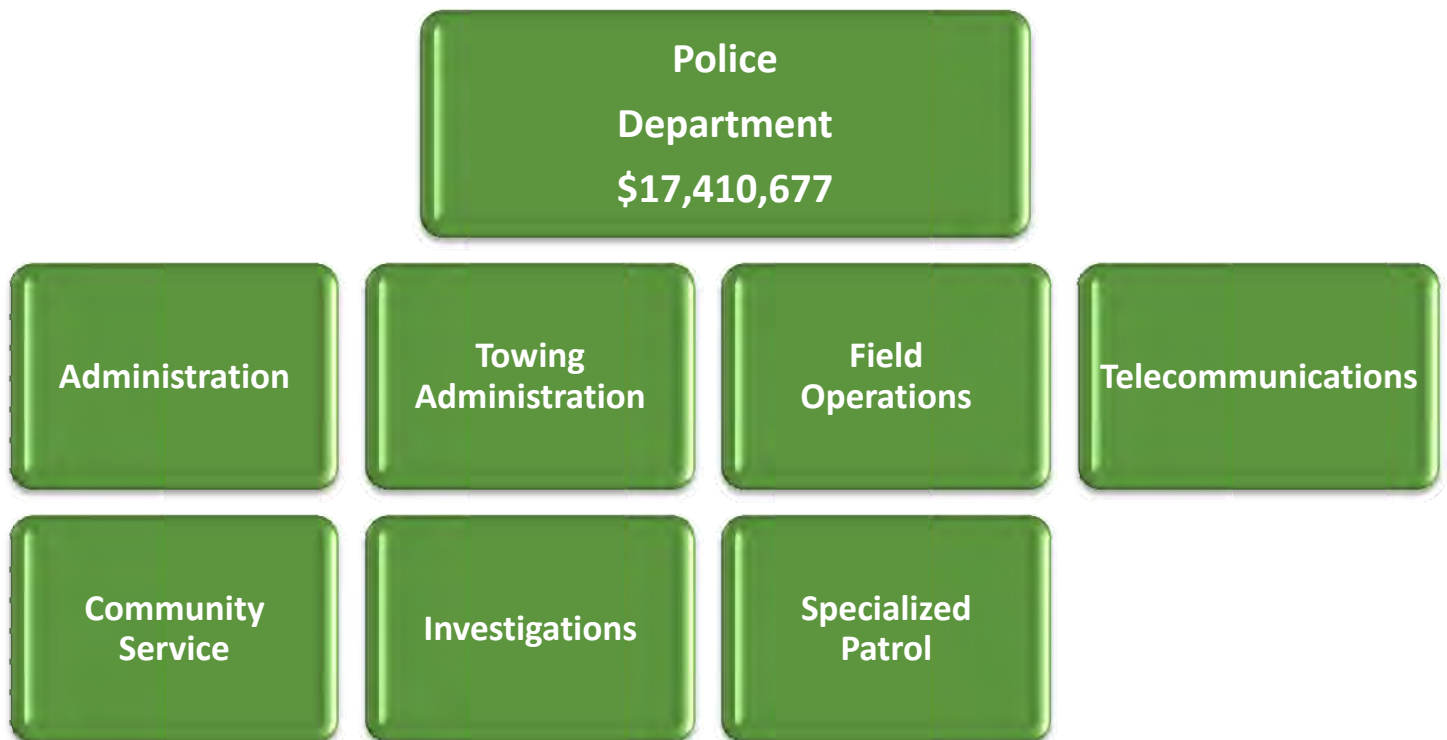 Police
Department
$17,410,677
Administration
Towing
Administration
Field
Operations
Telecommunications
Community
Service
Investigations
Specialized
Patrol